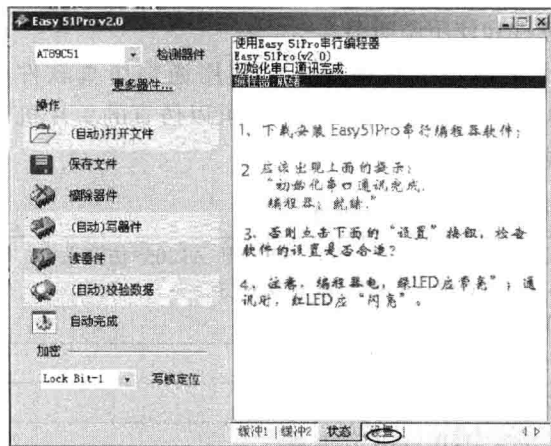 Easy 51Pro v2.0
AT89C51
检测器件
更多器件...
操作
(自动)打开文件
保存文件
擦除器件
(自动)写器件
读器件
(自动)校验数据
自动完成
加密
Lock Bit-1
写锁定位
使用Easy 51Pro串行编程器
Easy 51Pro(v2.0)
初始化串口通讯完成.
编程器:就绪
1、下载安装Easy51Pro串行编程器软件;
2 应该出现上面的提示:
"初始化串口通讯完成.
编程器: 就绪."
3、否则点击下面的"设置"按钮, 检查
软件的设置是否合适?
4、注意, 编程器电, 绿LED应常亮"; 通
讯时, 红LED应"闪亮"。
缓冲1 缓冲2 状态 设置